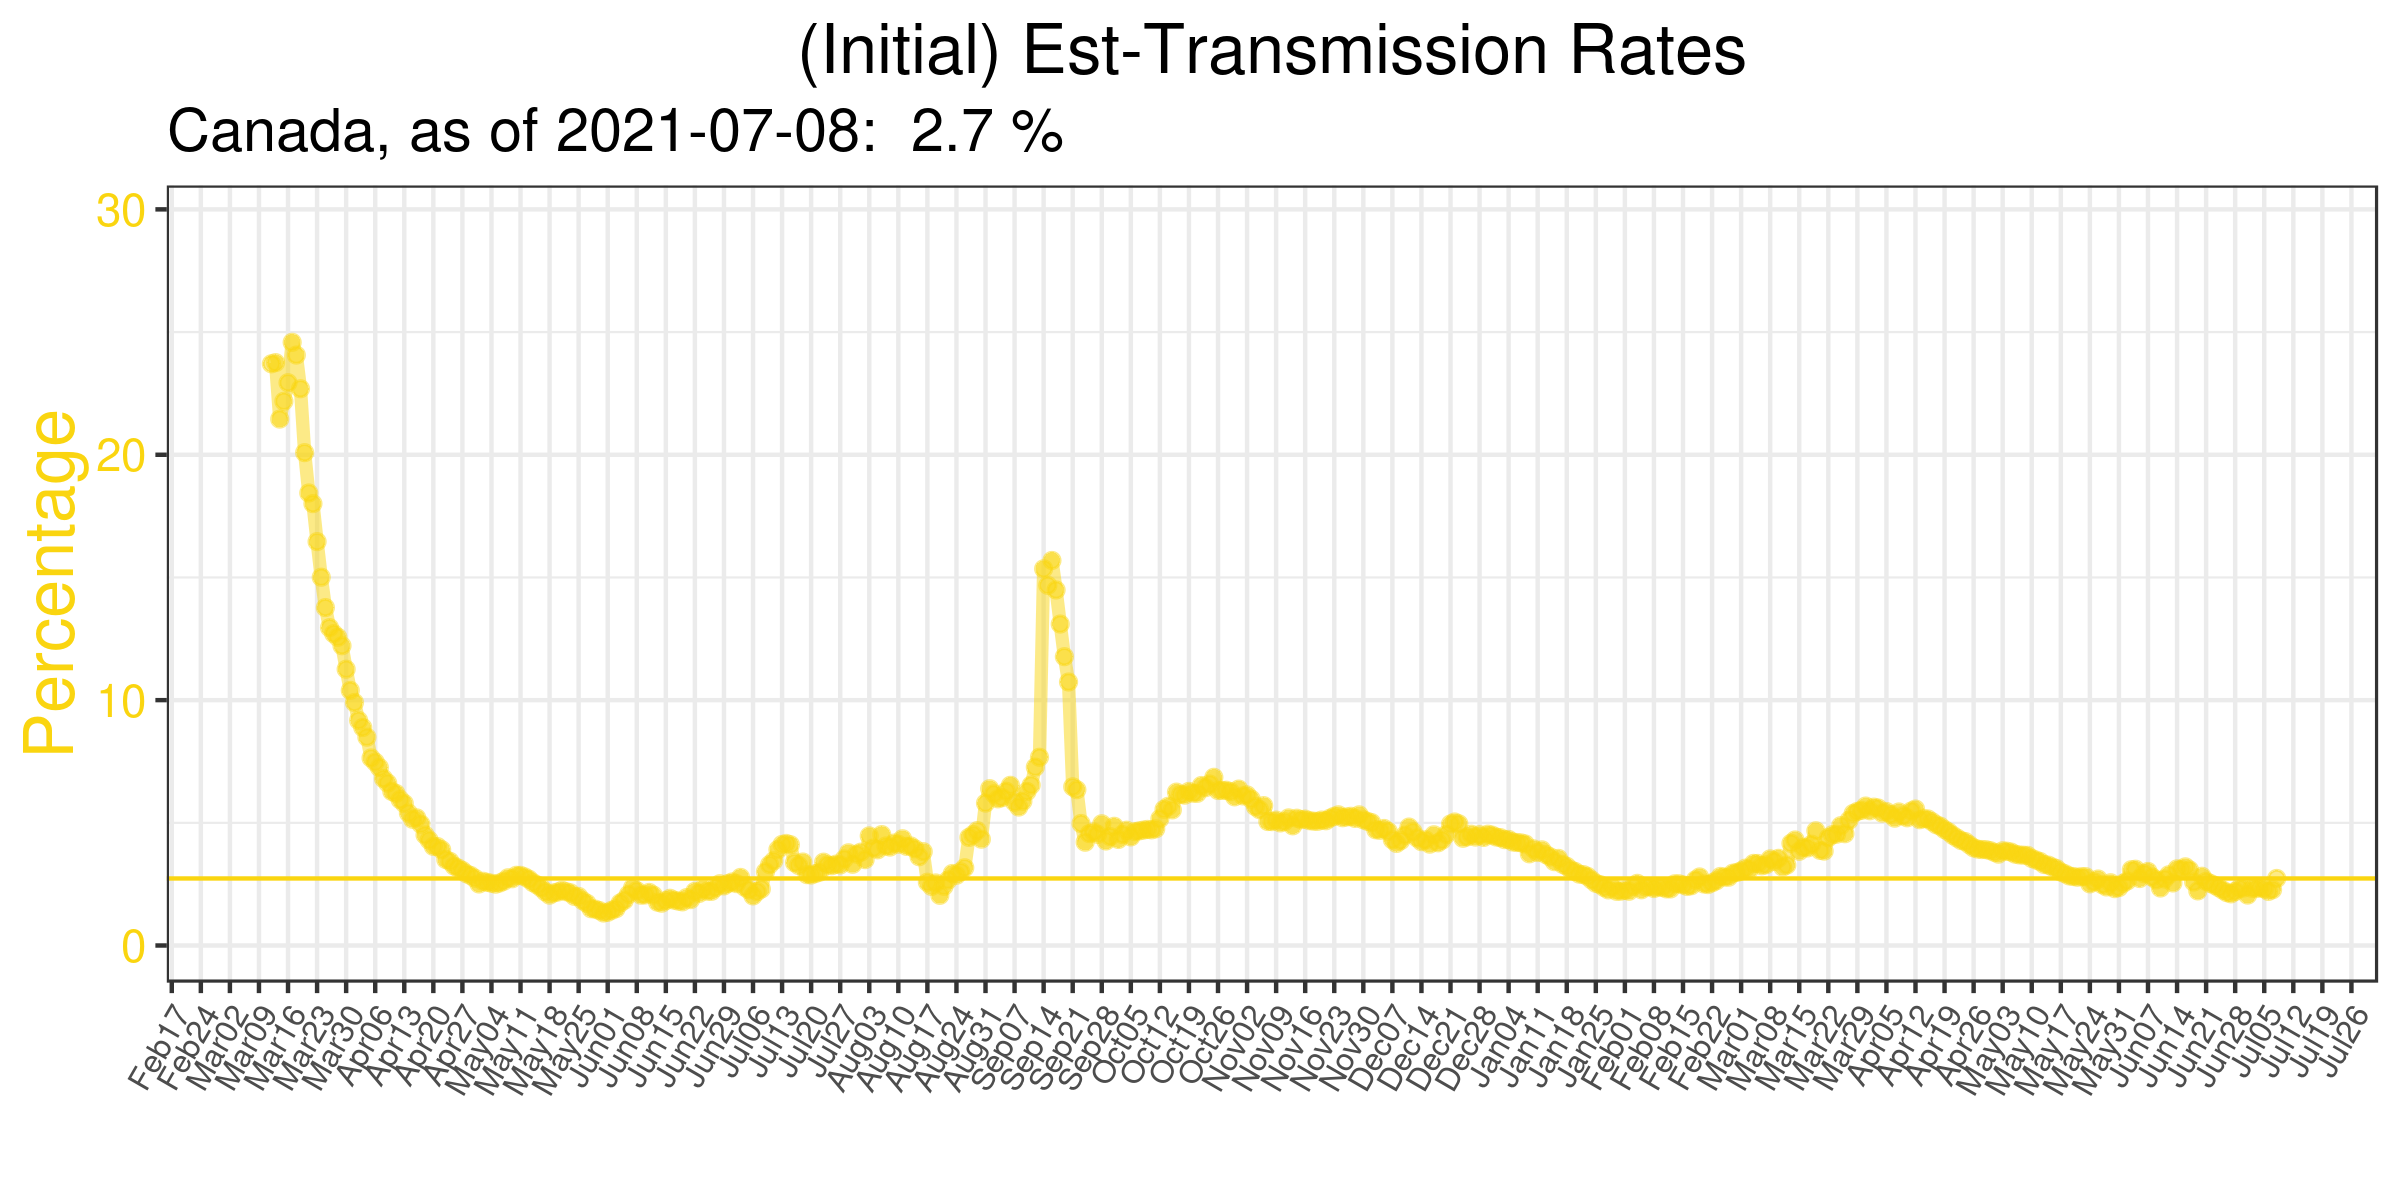 (Initial) Est-Transmission Rates
Canada, as of 2021-07-08:  2.7 %
Percentage
30
20
10
0
Feb17
Feb24
Mar02
Mar09
Mar16
Mar23
Mar30
Apr06
Apr13
Apr20
Apr27
May04
May11
May18
May25
Jun01
Jun08
Jun15
Jun22
Jun29
Jul06
Jul13
Jul20
Jul27
Aug03
Aug10
Aug17
Aug24
Aug31
Sep07
Sep14
Sep21
Sep28
Oct05
Oct12
Oct19
Oct26
Nov02
Nov09
Nov16
Nov23
Nov30
Dec07
Dec14
Dec21
Dec28
Jan04
Jan11
Jan18
Jan25
Feb01
Feb08
Feb15
Feb22
Mar01
Mar08
Mar15
Mar22
Mar29
Apr05
Apr12
Apr19
Apr26
May03
May10
May17
May24
May31
Jun07
Jun14
Jun21
Jun28
Jul05
Jul12
Jul19
Jul26